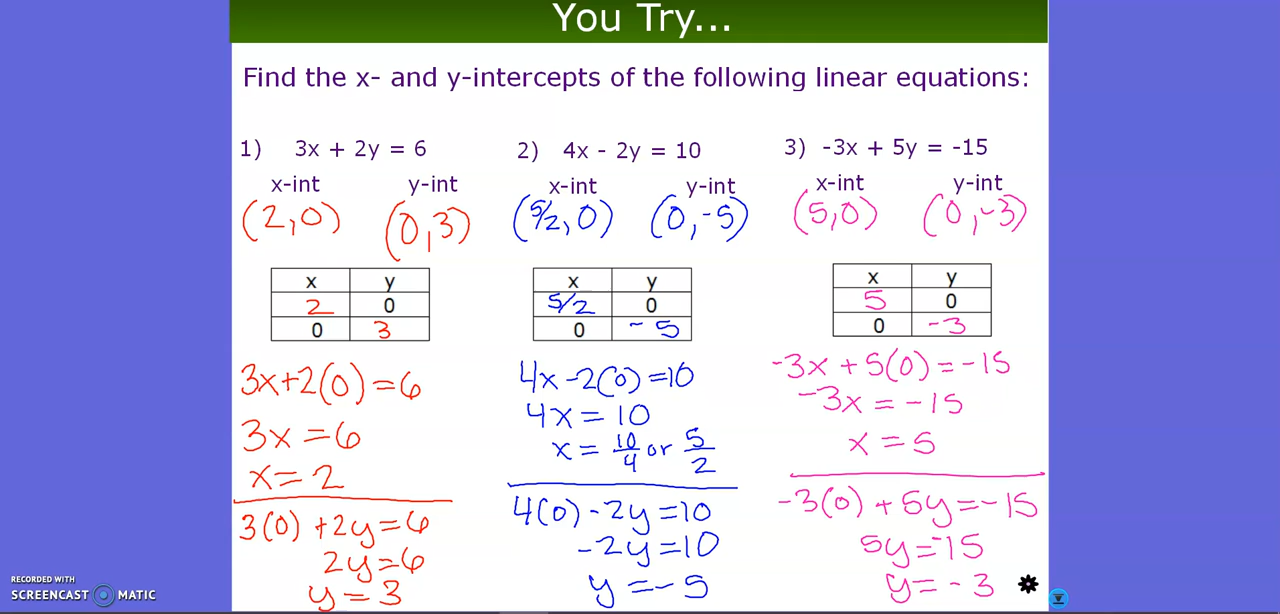 You Try...
Find the x- and y-intercepts of the following linear equations:
1) 3x + 2y = 6
x-int y-int
(2,0) (0,3)
x y
2 0
0 3
3x+2(0)=6
3x=6
x=2
3(0)+2y=6
2y=6
y=3
2) 4x - 2y = 10
x-int y-int
(5/2,0) (0,-5)
x y
5/2 0
0 -5
4x-2(0)=10
4x=10
x=10/4 or 5/2
4(0)-2y=10
-2y=10
y=-5
3) -3x + 5y = -15
x-int y-int
(5,0) (0,-3)
x y
5 0
0 -3
-3x+5(0)=-15
-3x=-15
x=5
-3(0)+5y=-15
5y=-15
y=-3
RECORDED WITH
SCREENCAST MATIC